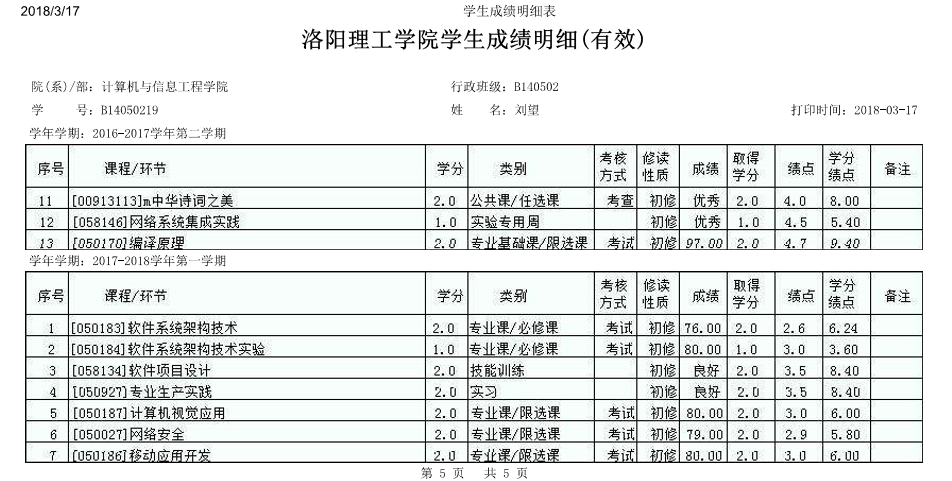 2018/3/17 学生成绩明细表
洛阳理工学院学生成绩明细(有效)
院(系)/部：计算机与信息工程学院 行政班级：B140502
学 号：B14050219 姓 名：刘望 打印时间：2018-03-17
学年学期：2016-2017学年第二学期
序号 课程/环节 学分 类别 考核方式 修读性质 成绩 取得学分 绩点 学分绩点 备注
11 [00913113]m中华诗词之美 2.0 公共课/任选课 考查 初修 优秀 2.0 4.0 8.00
12 [058146]网络系统集成实践 1.0 实验专用周 初修 优秀 1.0 4.5 5.40
13 [050170]编译原理 2.0 专业基础课/限选课 考试 初修 97.00 2.0 4.7 9.40
学年学期：2017-2018学年第一学期
序号 课程/环节 学分 类别 考核方式 修读性质 成绩 取得学分 绩点 学分绩点 备注
1 [050183]软件系统架构技术 2.0 专业课/必修课 考试 初修 76.00 2.0 2.6 6.24
2 [050184]软件系统架构技术实验 1.0 专业课/必修课 考试 初修 80.00 1.0 3.0 3.60
3 [058134]软件项目设计 2.0 技能训练 初修 良好 2.0 3.5 8.40
4 [050927]专业生产实践 2.0 实习 初修 良好 2.0 3.5 8.40
5 [050187]计算机视觉应用 2.0 专业课/限选课 考试 初修 80.00 2.0 3.0 6.00
6 [050027]网络安全 2.0 专业课/限选课 考试 初修 79.00 2.0 2.9 5.80
7 [050186]移动应用开发 2.0 专业课/限选课 考试 初修 80.00 2.0 3.0 6.00
第 5 页 共 5 页